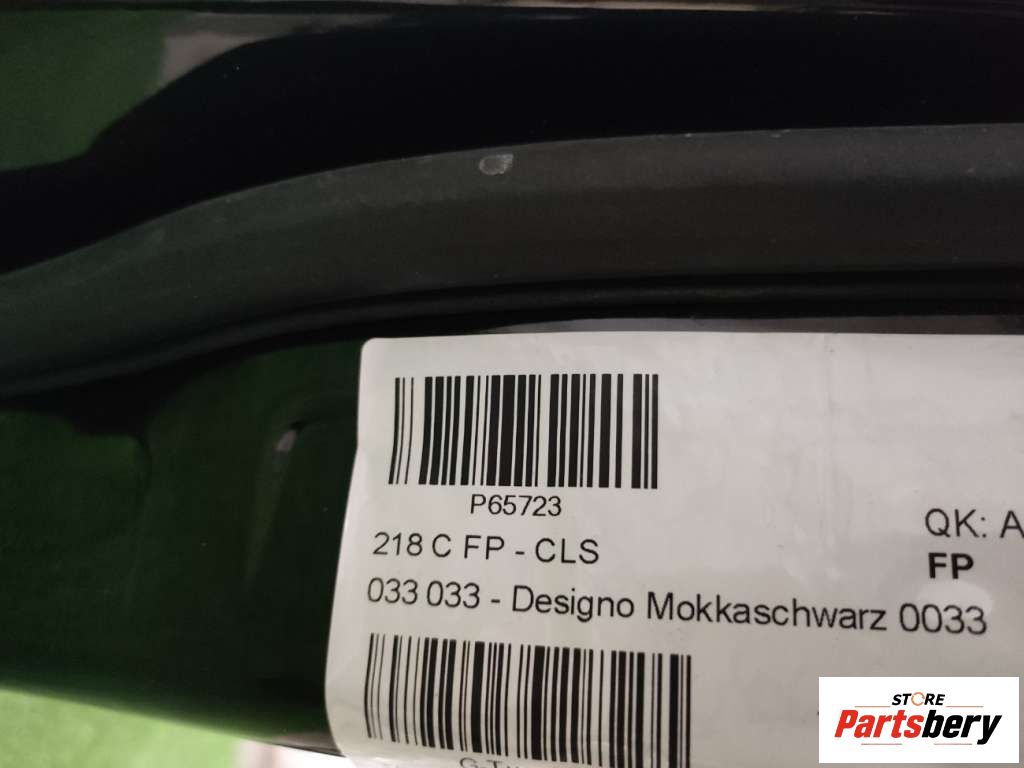 P65723
218 C FP - CLS
QK: A
FP
033 033 - Designo Mokkaschwarz 0033
STORE
Partsbery